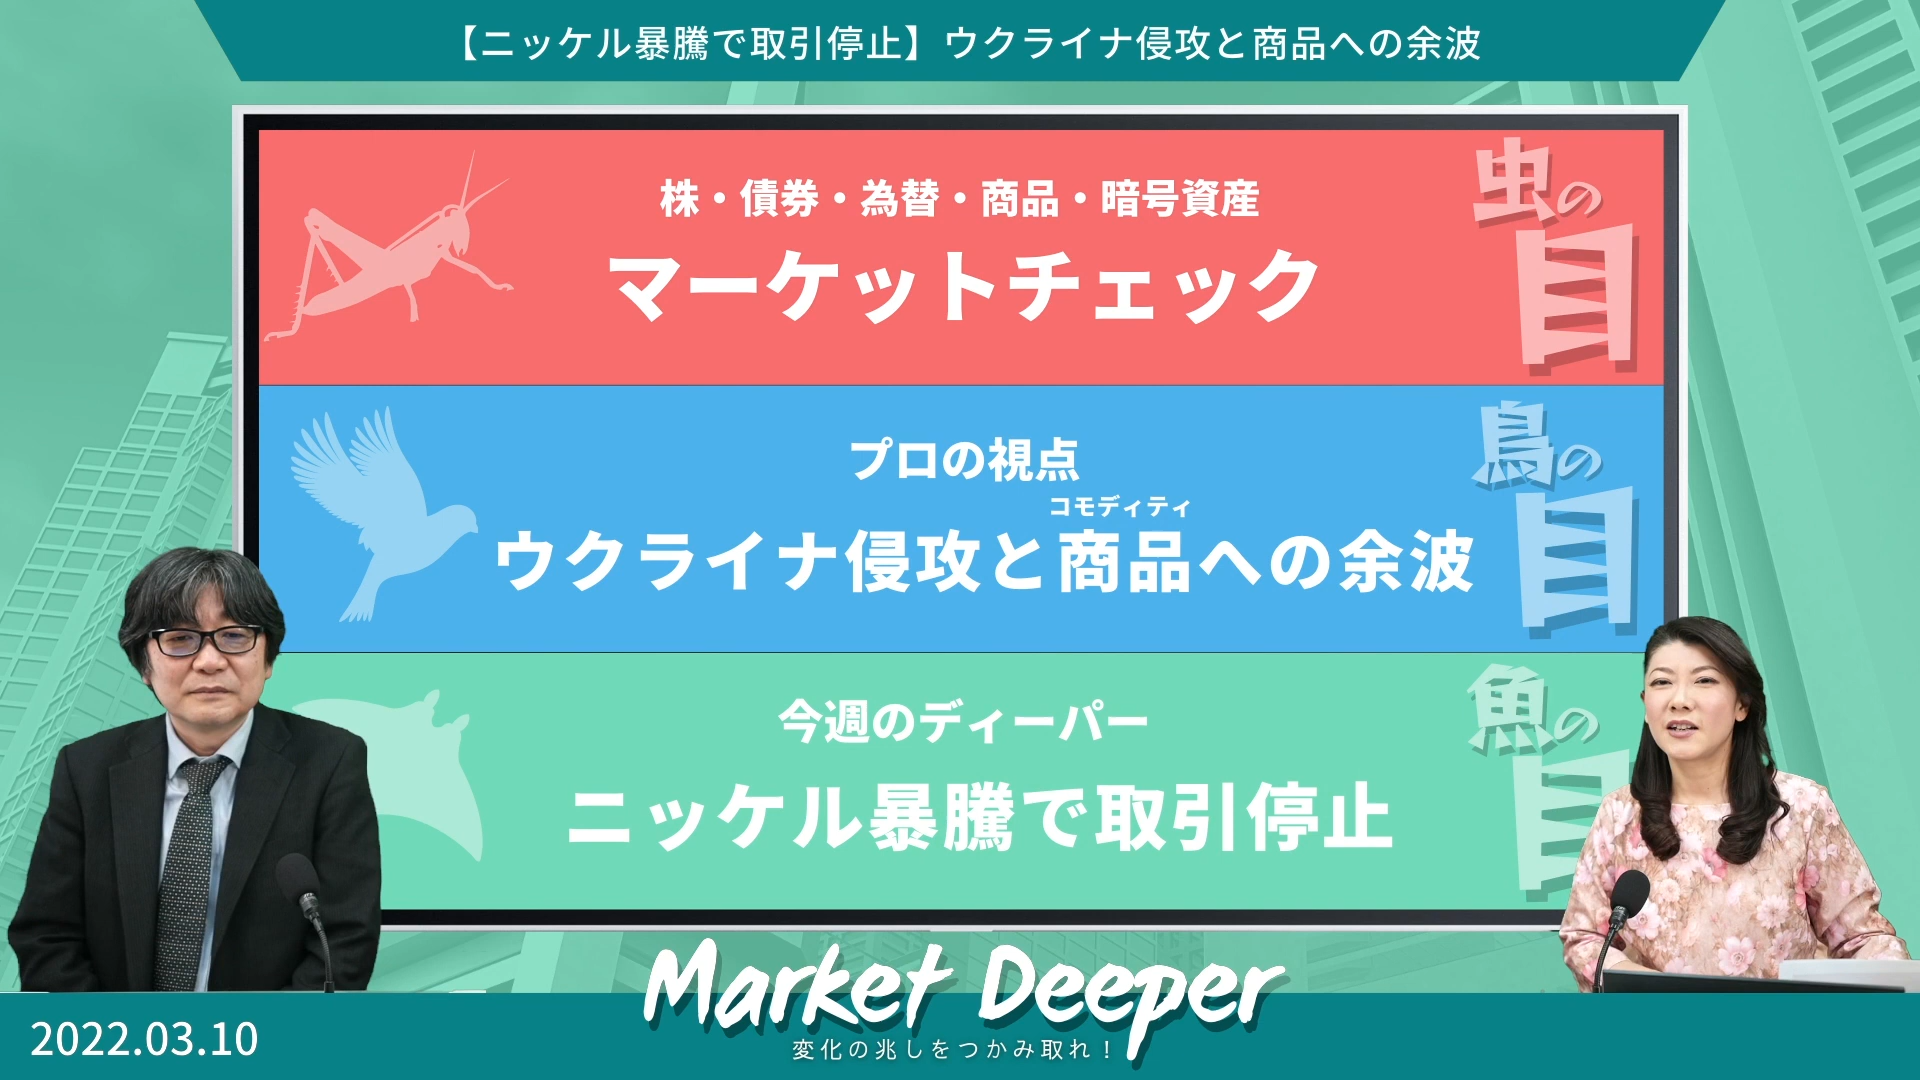 【ニッケル暴騰で取引停止】ウクライナ侵攻と商品への余波
株・債券・為替・商品・暗号資産
マーケットチェック
虫の目
プロの視点
コモディティ
ウクライナ侵攻と商品への余波
鳥の目
今週のディーパー
ニッケル暴騰で取引停止
魚の目
Market Deeper
変化の兆しをつかみ取れ！
2022.03.10